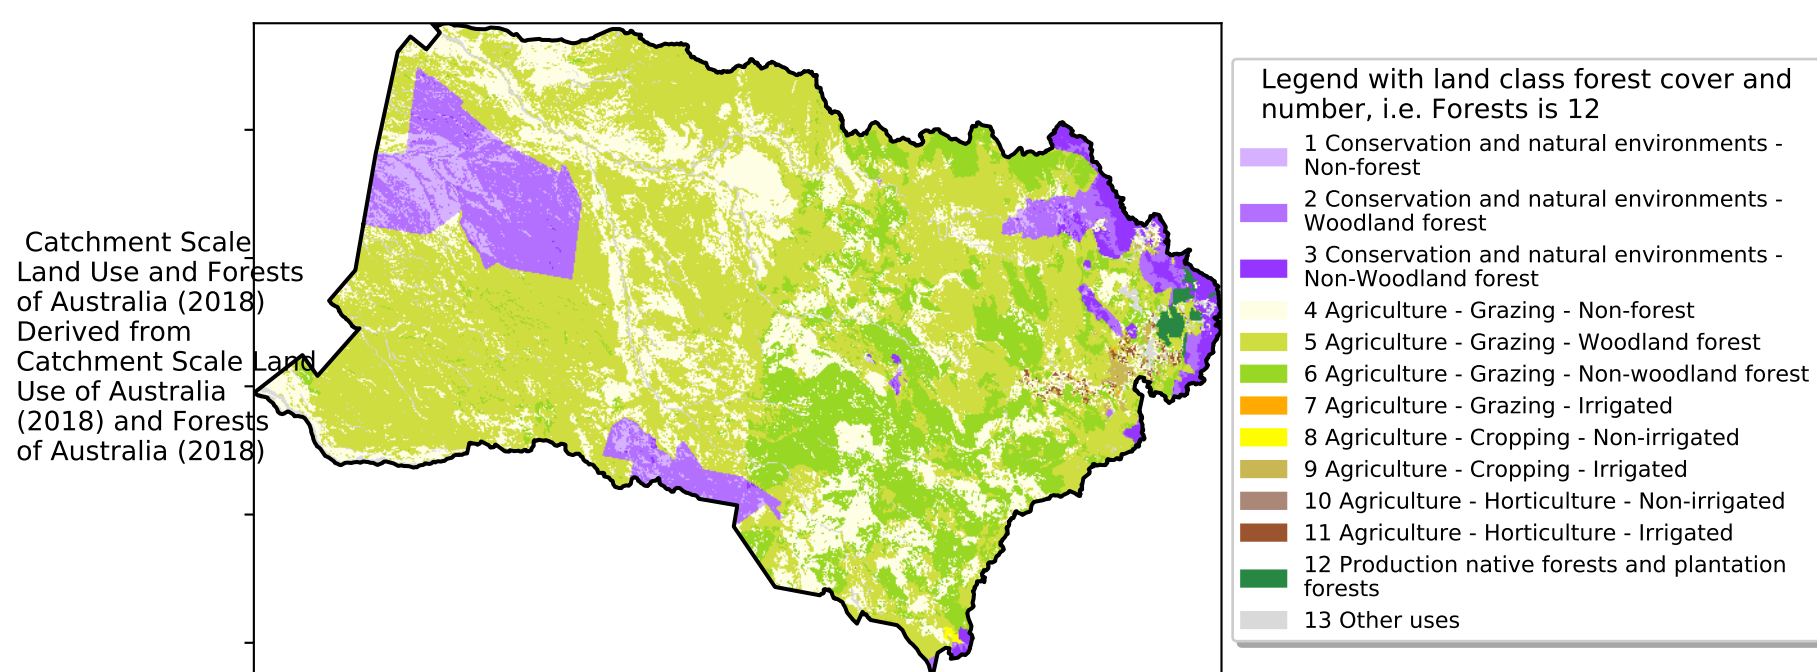 Catchment Scale
Land Use and Forests
of Australia (2018)
Derived from
Catchment Scale Land
Use of Australia
(2018) and Forests
of Australia (2018)
Legend with land class forest cover and
number, i.e. Forests is 12
1 Conservation and natural environments -
Non-forest
2 Conservation and natural environments -
Woodland forest
3 Conservation and natural environments -
Non-Woodland forest
4 Agriculture - Grazing - Non-forest
5 Agriculture - Grazing - Woodland forest
6 Agriculture - Grazing - Non-woodland forest
7 Agriculture - Grazing - Irrigated
8 Agriculture - Cropping - Non-irrigated
9 Agriculture - Cropping - Irrigated
10 Agriculture - Horticulture - Non-irrigated
11 Agriculture - Horticulture - Irrigated
12 Production native forests and plantation
forests
13 Other uses